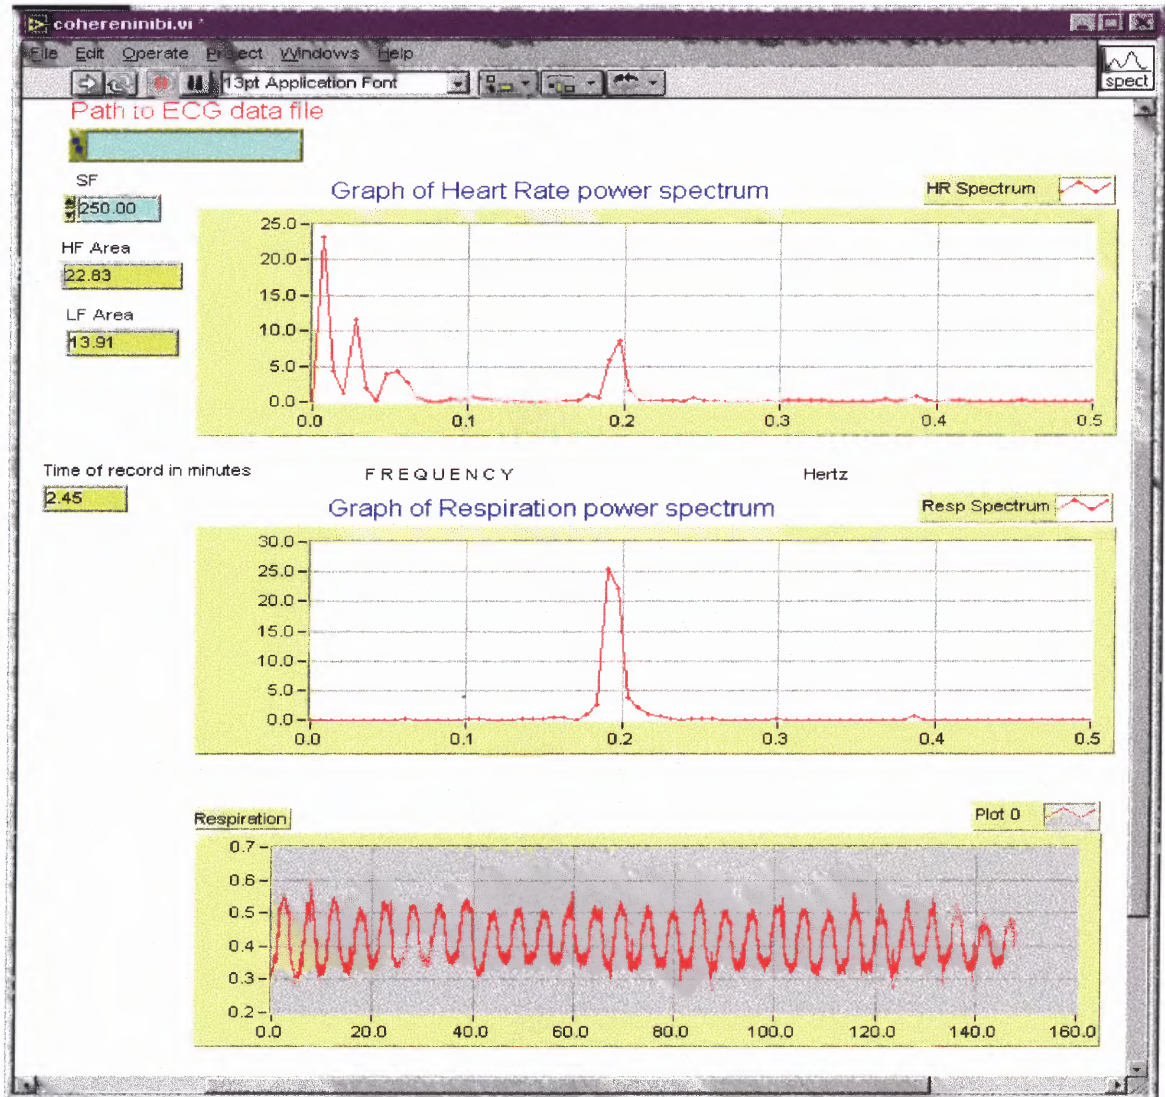 cohereninibi.vi *
File Edit Operate Project Windows Help
13pt Application Font
spect
Path to ECG data file
SF
250.00
HF Area
22.83
LF Area
13.91
Graph of Heart Rate power spectrum
HR Spectrum
25.0
20.0
15.0
10.0
5.0
0.0
0.0 0.1 0.2 0.3 0.4 0.5
Time of record in minutes
2.45
FREQUENCY Hertz
Graph of Respiration power spectrum
Resp Spectrum
30.0
25.0
20.0
15.0
10.0
5.0
0.0
0.0 0.1 0.2 0.3 0.4 0.5
Respiration
Plot 0
0.7
0.6
0.5
0.4
0.3
0.2
0.0 20.0 40.0 60.0 80.0 100.0 120.0 140.0 160.0